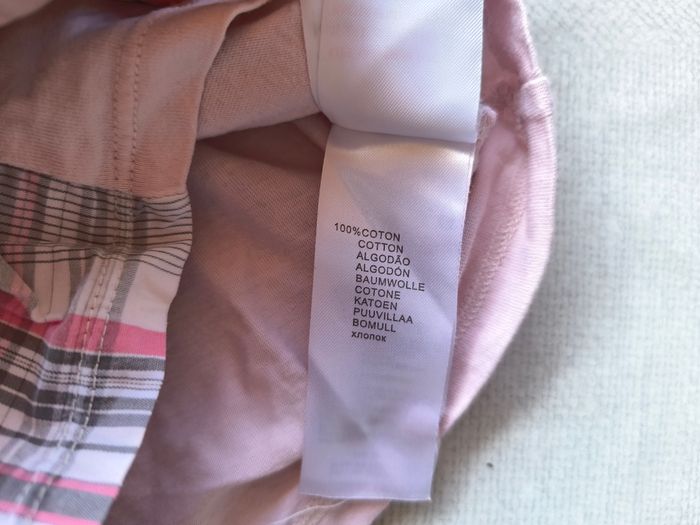 100%COTON
COTTON
ALGODÃO
ALGODÓN
BAUMWOLLE
COTONE
KATOEN
PUUVILLAA
BOMULL
хлопок